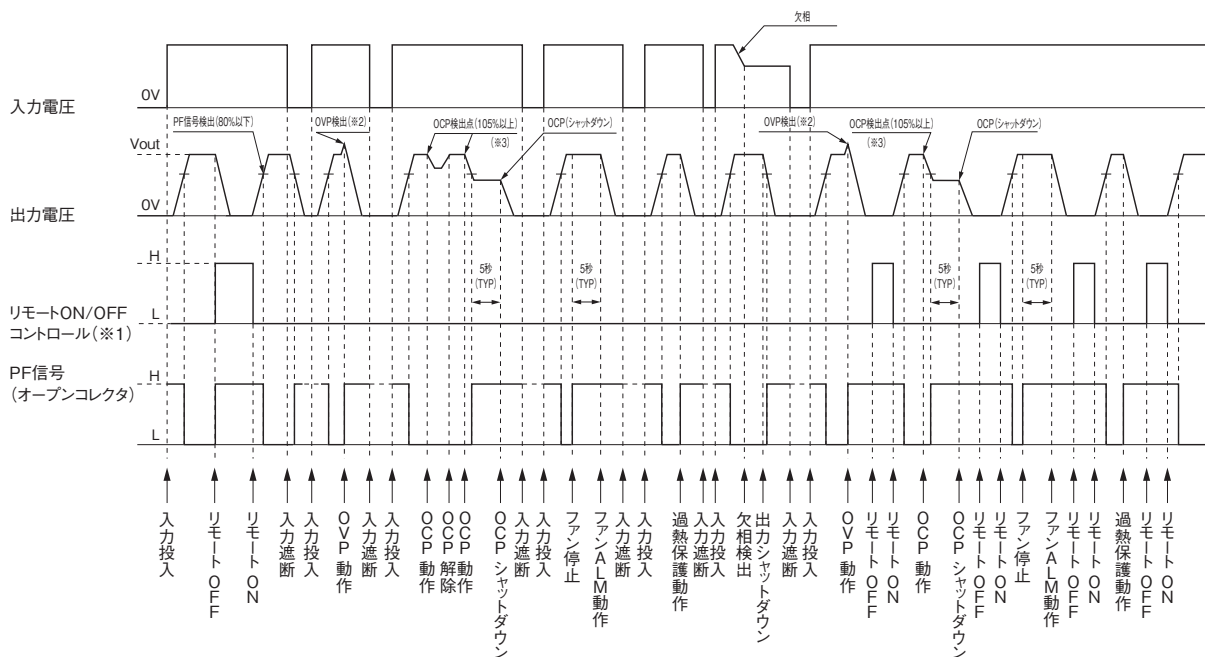 欠相
入力電圧
0V
PF信号検出(80%以下)
OVP検出(※2)
OCP検出点(105%以上)
(※3)
OCP(シャットダウン)
OVP検出(※2)
OCP検出点(105%以上)
(※3)
OCP(シャットダウン)
Vout
出力電圧
0V
H
リモートON/OFF
コントロール(※1)
L
5秒
(TYP)
5秒
(TYP)
5秒
(TYP)
5秒
(TYP)
PF信号
(オープンコレクタ)
H
L
入力投入
リモートOFF
リモートON
入力遮断
入力投入
OVP動作
入力遮断
入力投入
OCP動作
OCP解除
OCP動作
OCPシャットダウン
入力遮断
入力投入
ファン停止
ファンALM動作
入力遮断
入力投入
過熱保護動作
入力遮断
入力投入
欠相検出
出力シャットダウン
入力遮断
入力投入
OVP動作
リモートOFF
リモートON
OCP動作
OCPシャットダウン
リモートOFF
リモートON
ファン停止
ファンALM動作
リモートOFF
リモートON
過熱保護動作
リモートOFF
リモートON